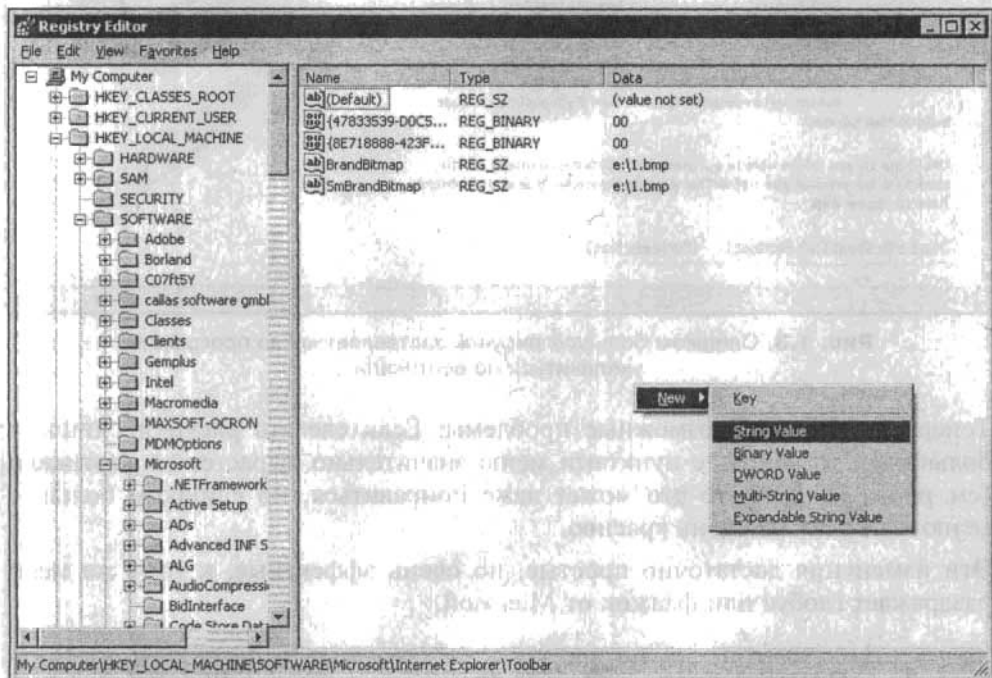 Registry Editor
File Edit View Favorites Help
My Computer
HKEY_CLASSES_ROOT
HKEY_CURRENT_USER
HKEY_LOCAL_MACHINE
HARDWARE
SAM
SECURITY
SOFTWARE
Adobe
Borland
C07ft5Y
callas software gmbl
Classes
Clients
Gemplus
Intel
Macromedia
MAXSOFT-OCRON
MDMOptions
Microsoft
.NETFramework
Active Setup
ADs
Advanced INF S
ALG
AudioCompressi
BidInterface
Code Store Dat
Name Type Data
(Default) REG_SZ (value not set)
{47833539-D0C5... REG_BINARY 00
{8E718888-423F... REG_BINARY 00
BrandBitmap REG_SZ e:\1.bmp
SmBrandBitmap REG_SZ e:\1.bmp
New
Key
String Value
Binary Value
DWORD Value
Multi-String Value
Expandable String Value
My Computer\HKEY_LOCAL_MACHINE\SOFTWARE\Microsoft\Internet Explorer\Toolbar